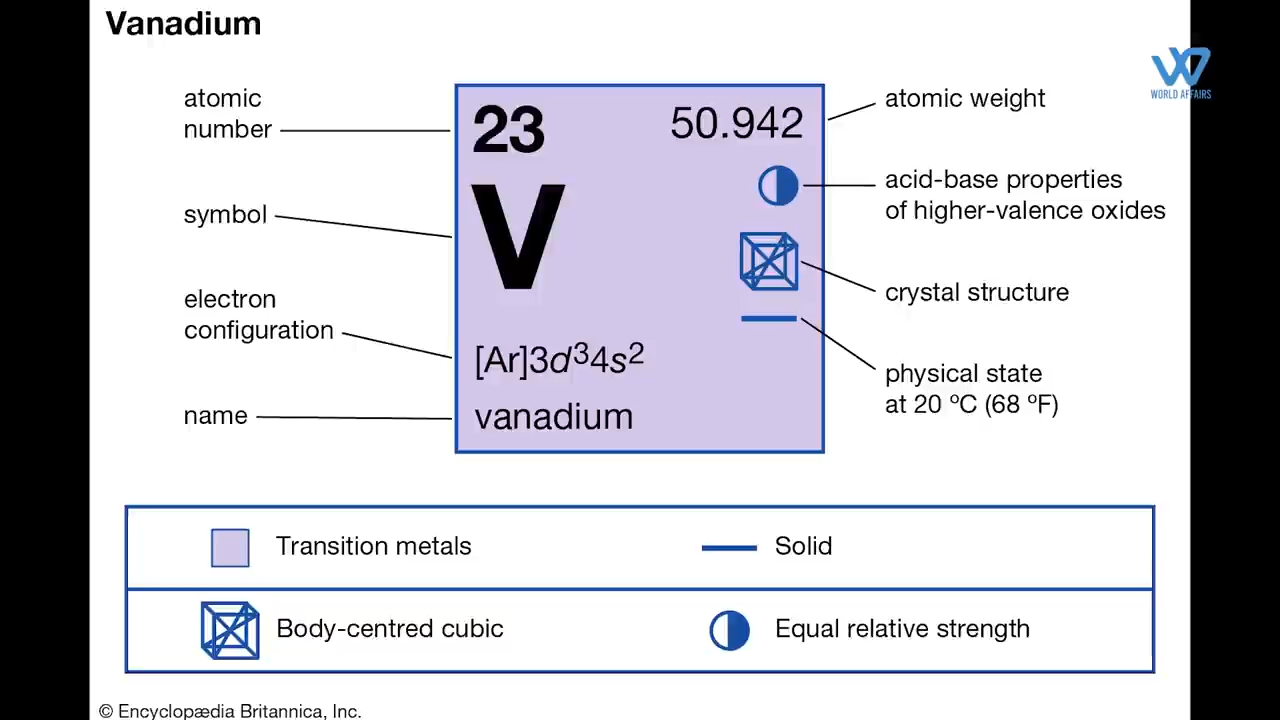 Vanadium
WORLD AFFAIRS
atomic
number
symbol
electron
configuration
name
23
50.942
V
[Ar]3d³4s²
vanadium
atomic weight
acid-base properties
of higher-valence oxides
crystal structure
physical state
at 20 ºC (68 ºF)
Transition metals
Solid
Body-centred cubic
Equal relative strength
© Encyclopædia Britannica, Inc.